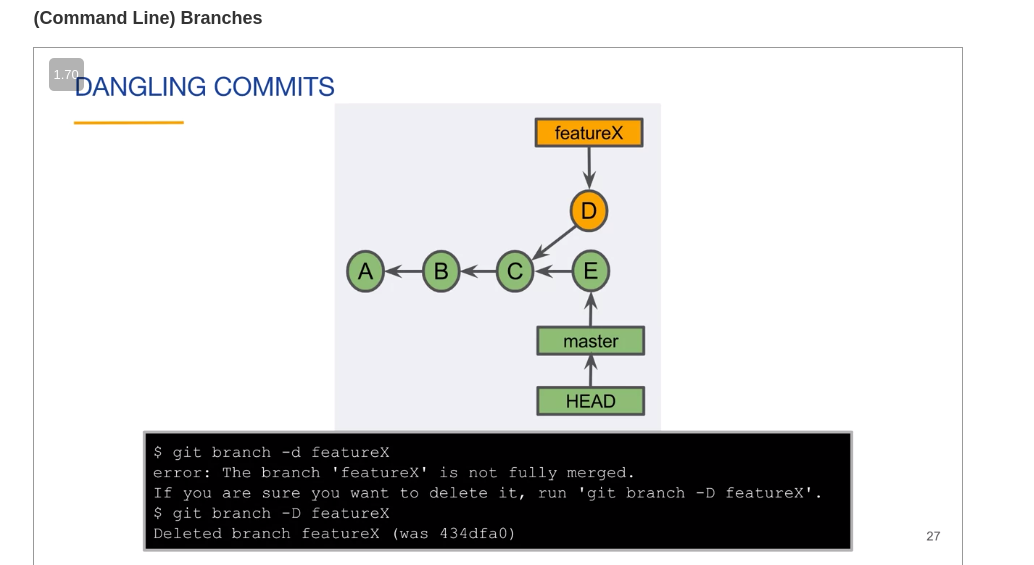 (Command Line) Branches
1.70
DANGLING COMMITS
featureX
D
A
B
C
E
master
HEAD
$ git branch -d featureX
error: The branch 'featureX' is not fully merged.
If you are sure you want to delete it, run 'git branch -D featureX'.
$ git branch -D featureX
Deleted branch featureX (was 434dfa0)
27